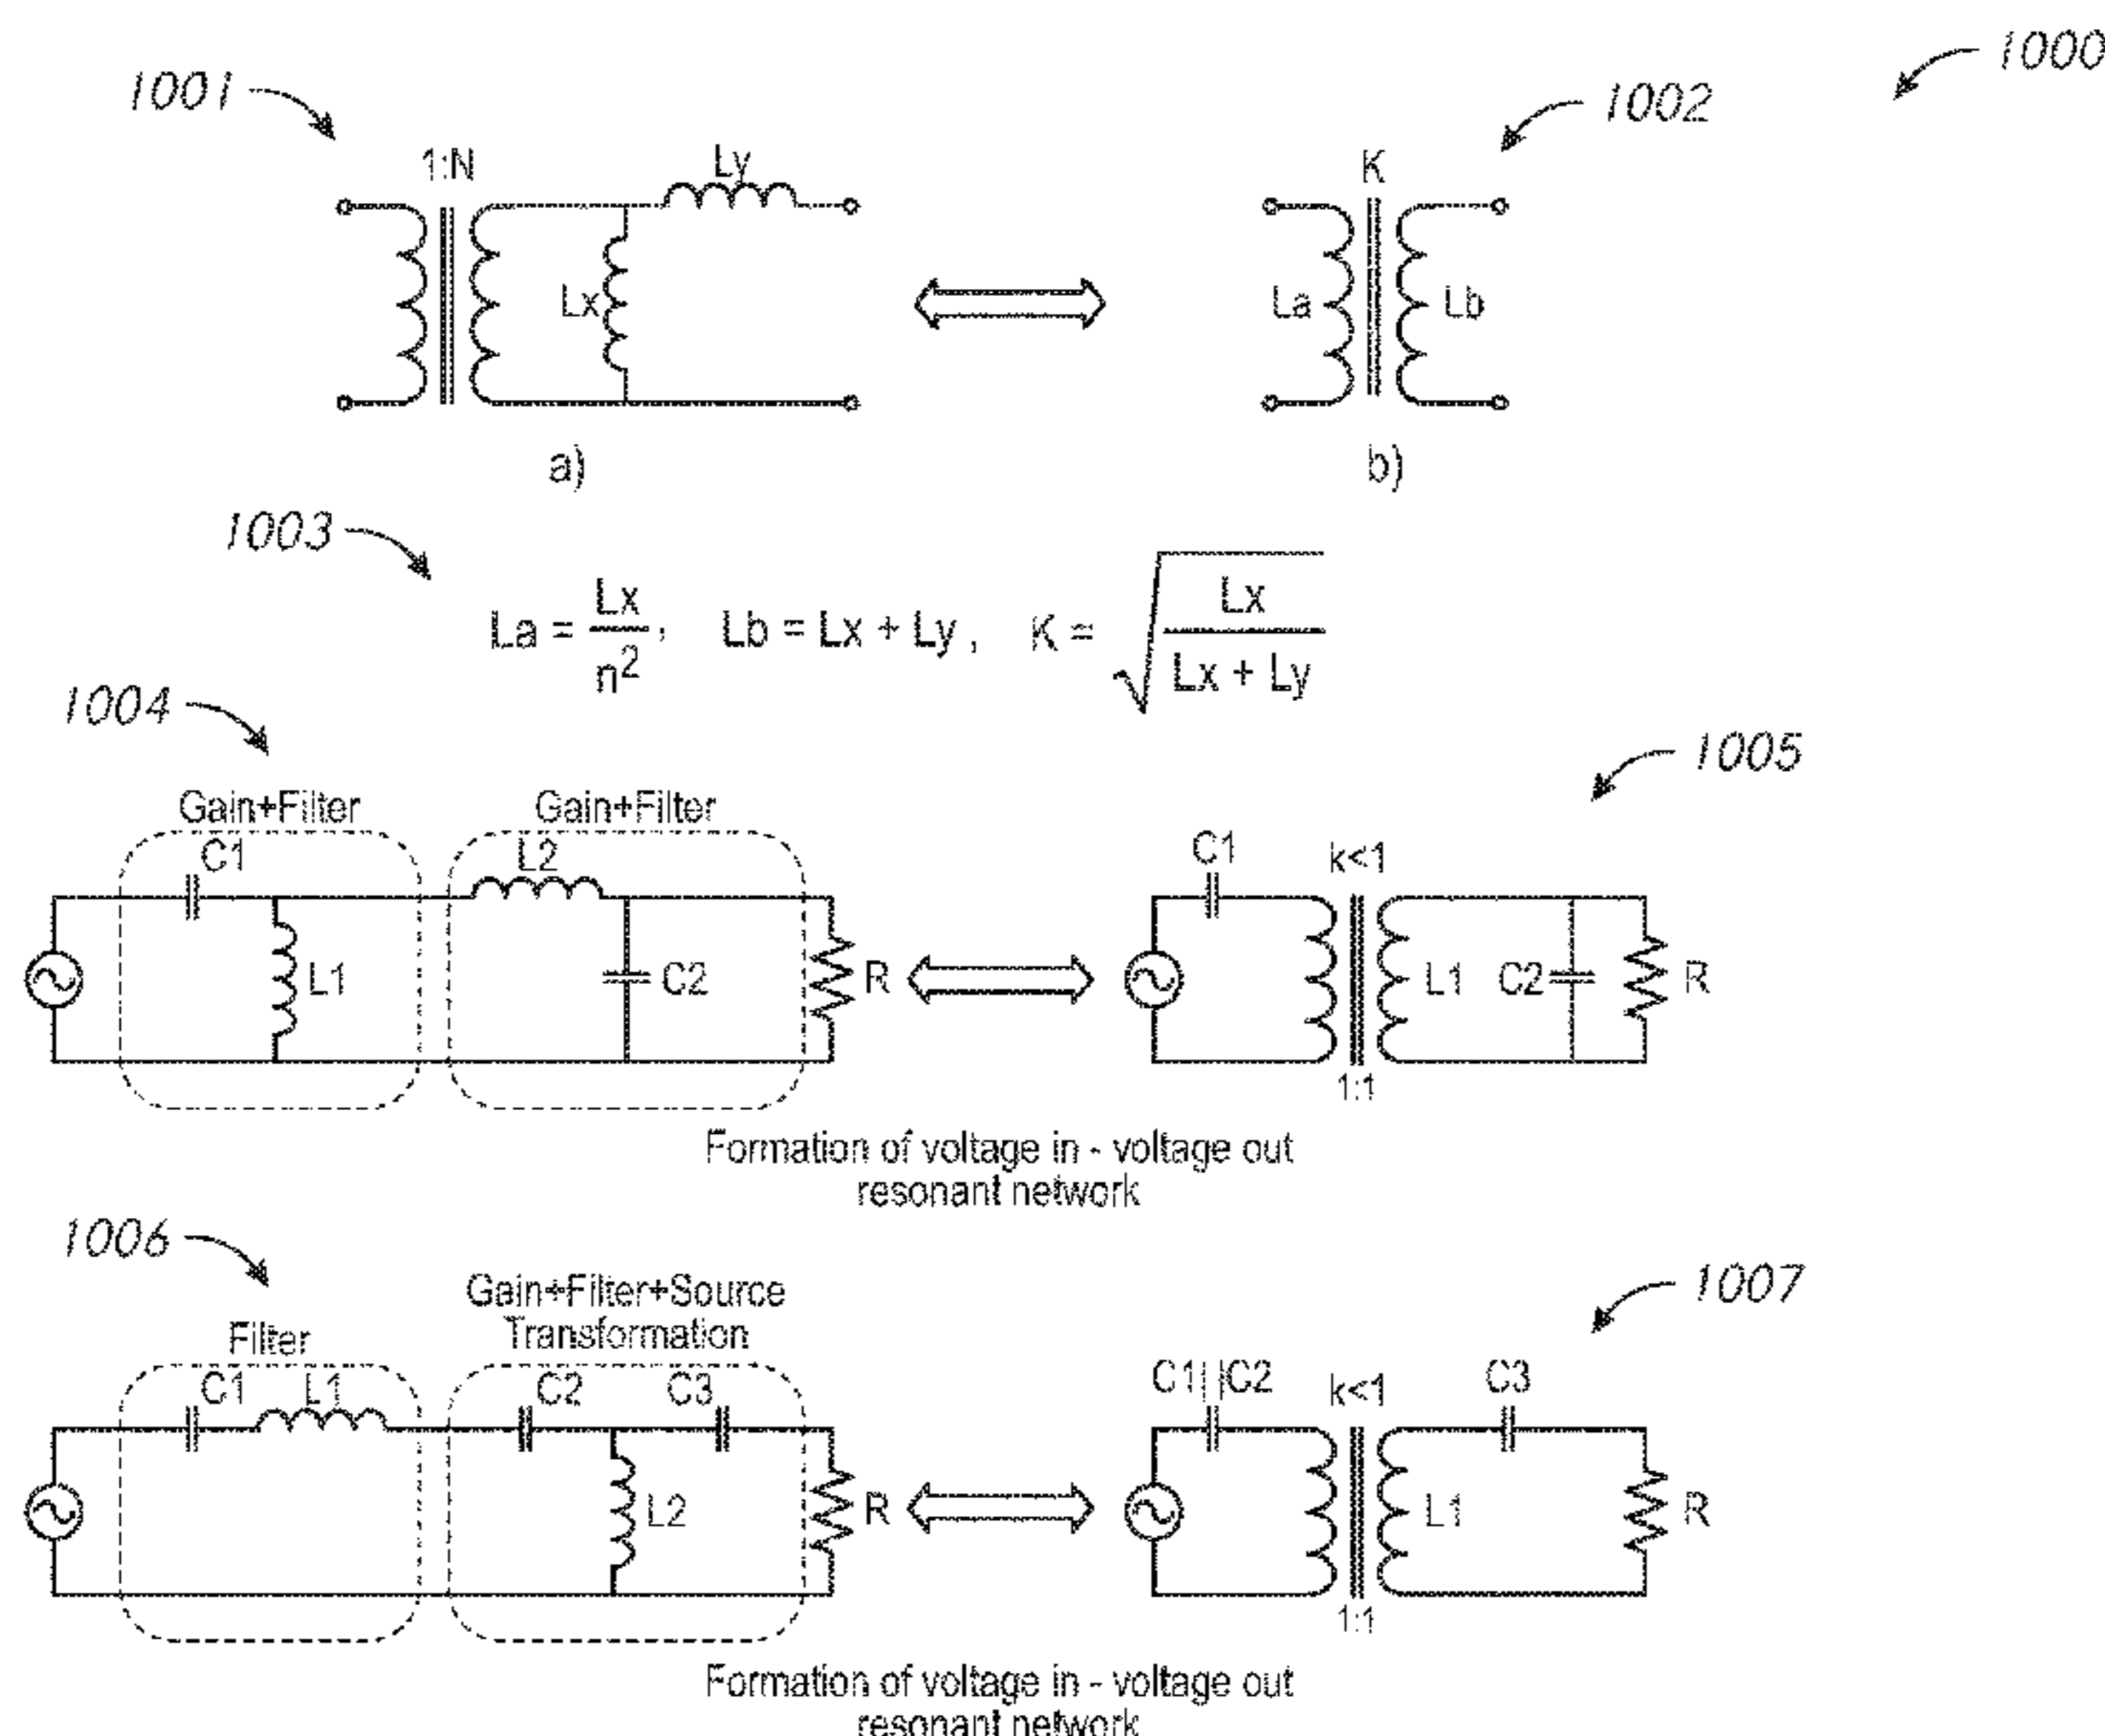 1000
1001
1002
1:N
Ly
K
Lx
La
Lb
a)
b)
1003
La = Lx / n², Lb = Lx + Ly, K = √(Lx / (Lx + Ly))
1004
1005
Gain+Filter
Gain+Filter
C1
L2
C1
k<1
L1
C2
R
L1
C2
R
1:1
Formation of voltage in - voltage out
resonant network
1006
1007
Filter
Gain+Filter+Source
Transformation
C1
L1
C2
C3
C1||C2
k<1
C3
L2
R
L1
R
1:1
Formation of voltage in - voltage out
resonant network